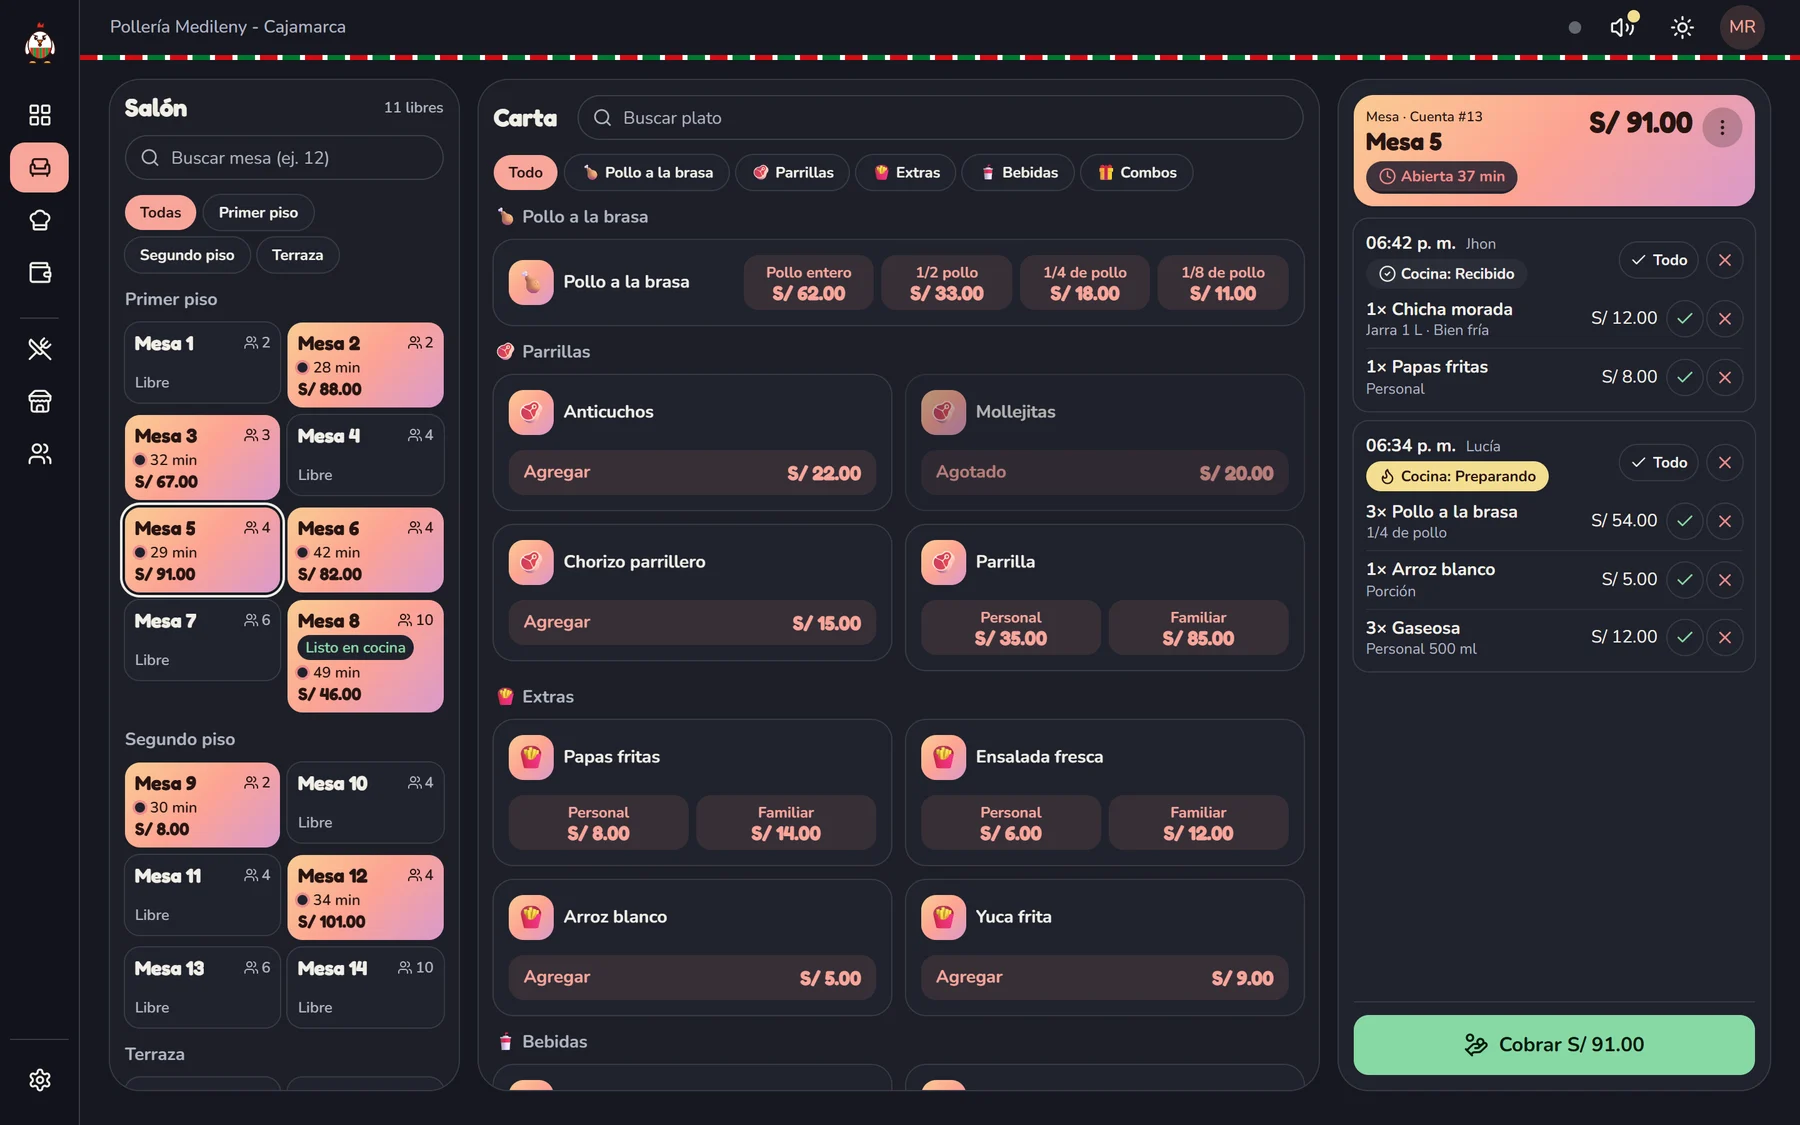 Pollería Medileny - Cajamarca
MR
Salón
11 libres
Buscar mesa (ej. 12)
Todas
Primer piso
Segundo piso
Terraza
Primer piso
Mesa 1
2
Libre
Mesa 2
2
28 min
S/ 88.00
Mesa 3
3
32 min
S/ 67.00
Mesa 4
4
Libre
Mesa 5
4
29 min
S/ 91.00
Mesa 6
4
42 min
S/ 82.00
Mesa 7
6
Libre
Mesa 8
10
Listo en cocina
49 min
S/ 46.00
Segundo piso
Mesa 9
2
30 min
S/ 8.00
Mesa 10
4
Libre
Mesa 11
4
Libre
Mesa 12
4
34 min
S/ 101.00
Mesa 13
6
Libre
Mesa 14
10
Libre
Terraza
Carta
Buscar plato
Todo
Pollo a la brasa
Parrillas
Extras
Bebidas
Combos
Pollo a la brasa
Pollo a la brasa
Pollo entero
S/ 62.00
1/2 pollo
S/ 33.00
1/4 de pollo
S/ 18.00
1/8 de pollo
S/ 11.00
Parrillas
Anticuchos
Agregar S/ 22.00
Mollejitas
Agotado S/ 20.00
Chorizo parrillero
Agregar S/ 15.00
Parrilla
Personal
S/ 35.00
Familiar
S/ 85.00
Extras
Papas fritas
Personal
S/ 8.00
Familiar
S/ 14.00
Ensalada fresca
Personal
S/ 6.00
Familiar
S/ 12.00
Arroz blanco
Agregar S/ 5.00
Yuca frita
Agregar S/ 9.00
Bebidas
Mesa · Cuenta #13
Mesa 5
S/ 91.00
Abierta 37 min
06:42 p. m. Jhon
Cocina: Recibido
Todo
1× Chicha morada
Jarra 1 L · Bien fría
S/ 12.00
1× Papas fritas
Personal
S/ 8.00
06:34 p. m. Lucía
Cocina: Preparando
Todo
3× Pollo a la brasa
1/4 de pollo
S/ 54.00
1× Arroz blanco
Porción
S/ 5.00
3× Gaseosa
Personal 500 ml
S/ 12.00
Cobrar S/ 91.00